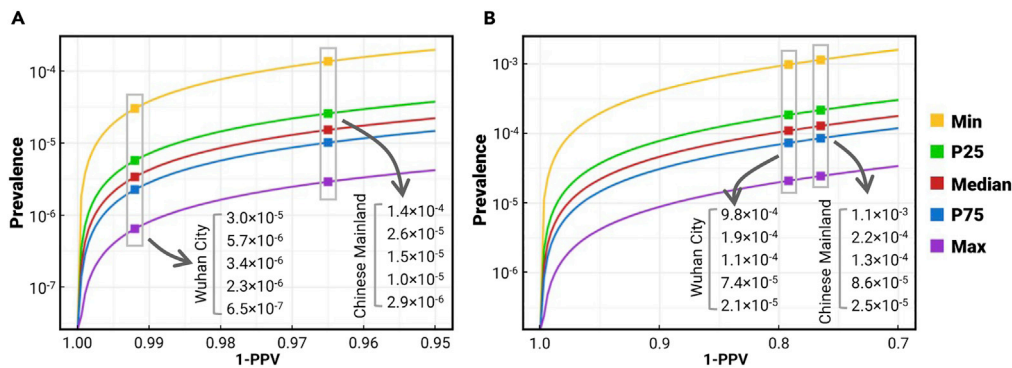 A
Prevalence
10⁻⁴
10⁻⁵
10⁻⁶
10⁻⁷
Wuhan City
3.0×10⁻⁵
5.7×10⁻⁶
3.4×10⁻⁶
2.3×10⁻⁶
6.5×10⁻⁷
Chinese Mainland
1.4×10⁻⁴
2.6×10⁻⁵
1.5×10⁻⁵
1.0×10⁻⁵
2.9×10⁻⁶
1.00 0.99 0.98 0.97 0.96 0.95
1-PPV
B
Prevalence
10⁻³
10⁻⁴
10⁻⁵
10⁻⁶
Wuhan City
9.8×10⁻⁴
1.9×10⁻⁴
1.1×10⁻⁴
7.4×10⁻⁵
2.1×10⁻⁵
Chinese Mainland
1.1×10⁻³
2.2×10⁻⁴
1.3×10⁻⁴
8.6×10⁻⁵
2.5×10⁻⁵
1.0 0.9 0.8 0.7
1-PPV
Min
P25
Median
P75
Max